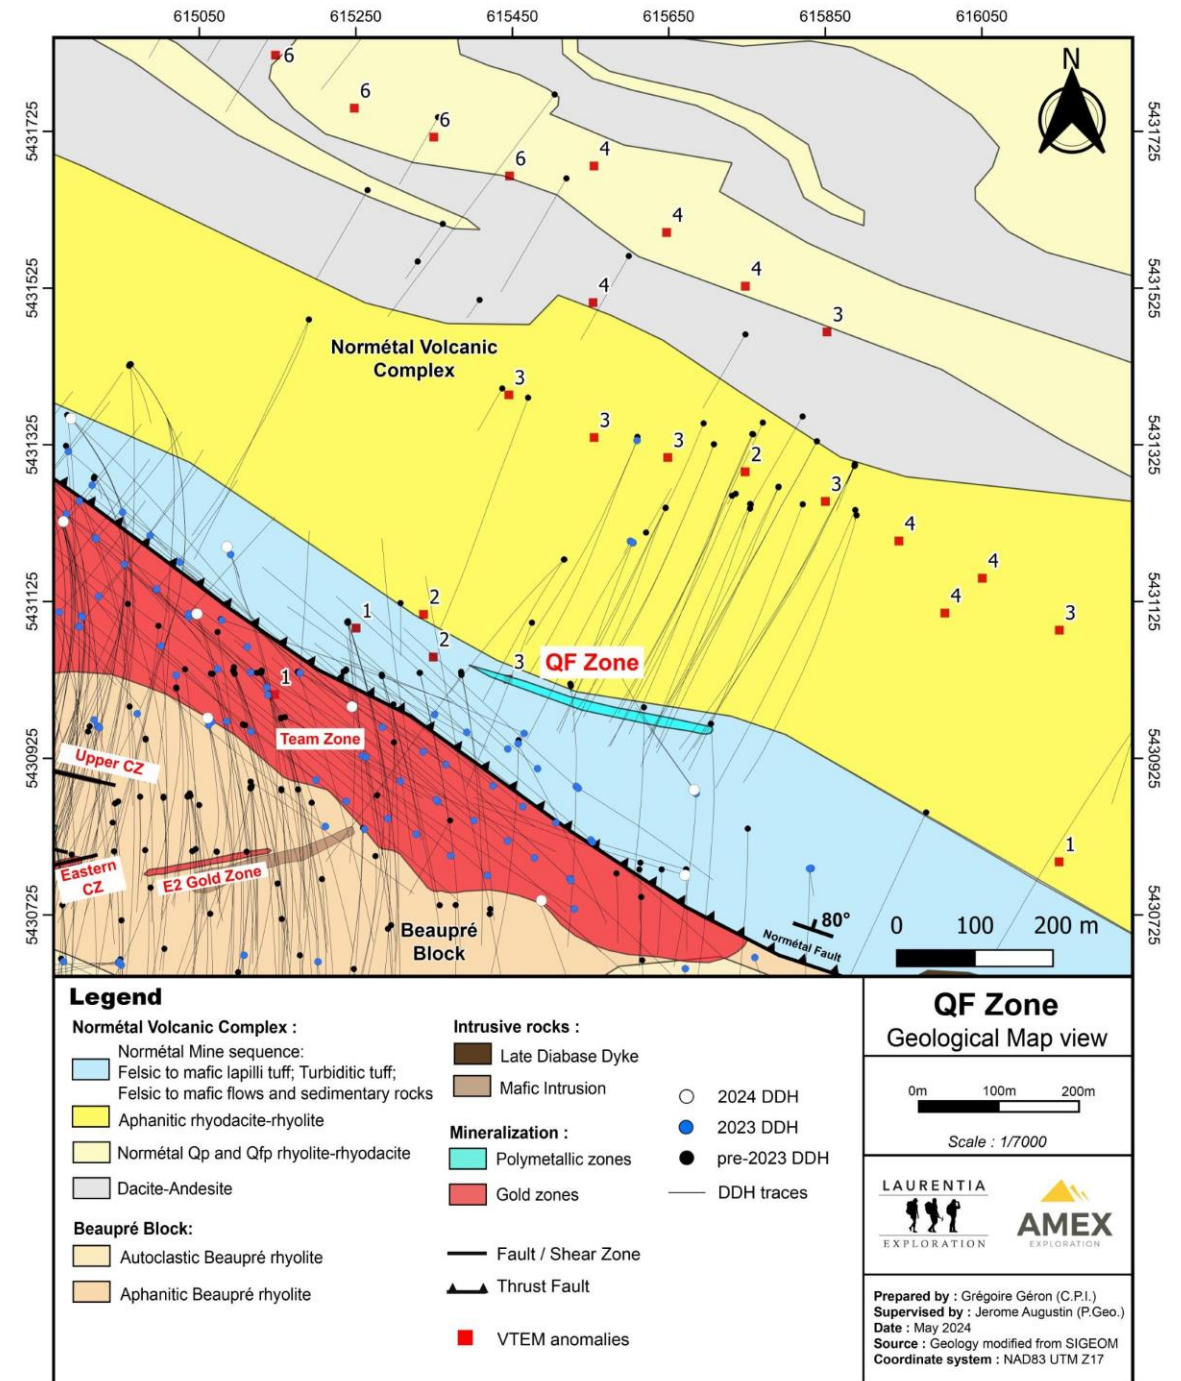 615050 615250 615450 615650 615850 616050
5431725
5431525
5431325
5431125
5430925
5430725
5431725
5431525
5431325
5431125
5430925
5430725
N
6
6
6
6
4
4
4
4
3
Normétal Volcanic
Complex
3
3
3
2
3
4
4
4
3
2
1
2
3
QF Zone
1
Team Zone
Upper CZ
Eastern
CZ
E2 Gold Zone
Beaupré
Block
1
80°
Normétal Fault
0 100 200 m
Legend
Normétal Volcanic Complex :
Normétal Mine sequence:
Felsic to mafic lapilli tuff; Turbiditic tuff;
Felsic to mafic flows and sedimentary rocks
Aphanitic rhyodacite-rhyolite
Normétal Qp and Qfp rhyolite-rhyodacite
Dacite-Andesite
Beaupré Block:
Autoclastic Beaupré rhyolite
Aphanitic Beaupré rhyolite
Intrusive rocks :
Late Diabase Dyke
Mafic Intrusion
Mineralization :
Polymetallic zones
Gold zones
Fault / Shear Zone
Thrust Fault
VTEM anomalies
2024 DDH
2023 DDH
pre-2023 DDH
DDH traces
QF Zone
Geological Map view
0m 100m 200m
Scale : 1/7000
LAURENTIA
EXPLORATION
AMEX
EXPLORATION
Prepared by : Grégoire Géron (C.P.I.)
Supervised by : Jerome Augustin (P.Geo.)
Date : May 2024
Source : Geology modified from SIGEOM
Coordinate system : NAD83 UTM Z17